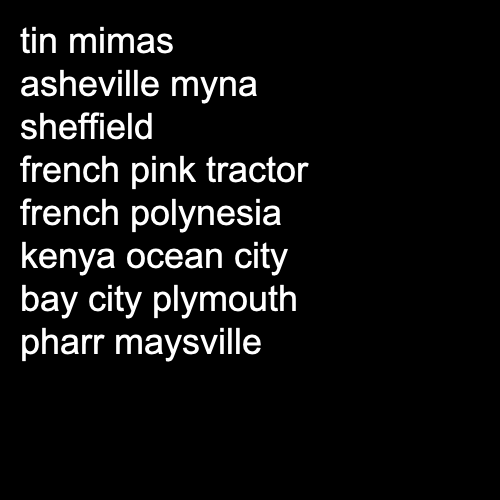 tin mimas
asheville myna
sheffield
french pink tractor
french polynesia
kenya ocean city
bay city plymouth
pharr maysville